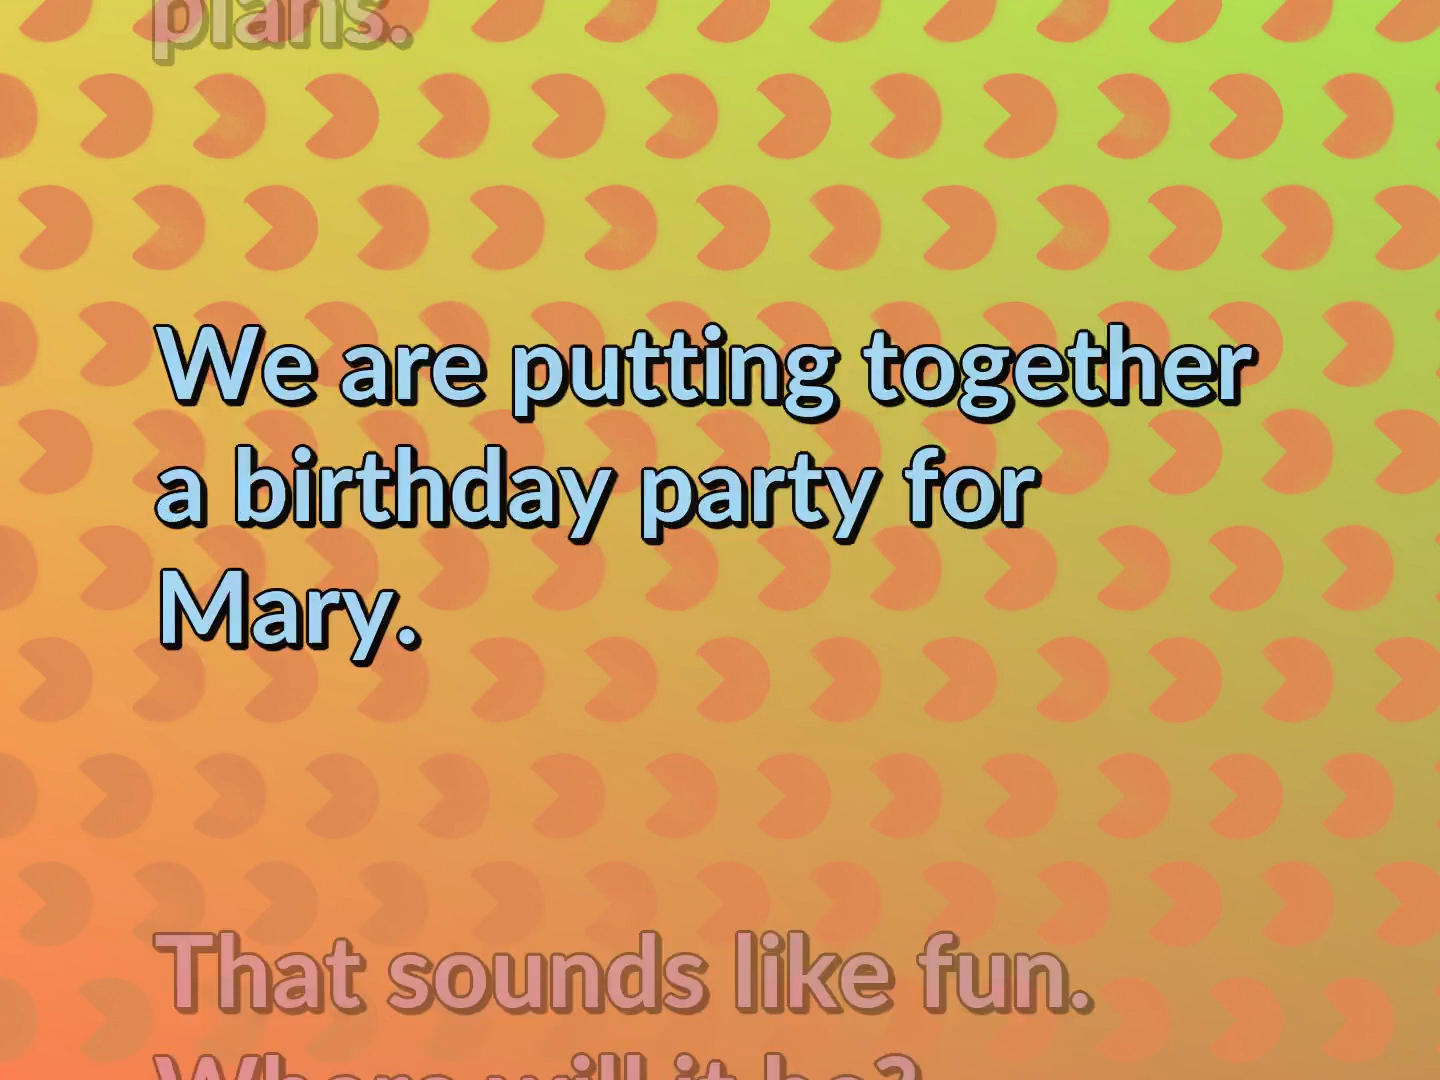 plans.
We are putting together
a birthday party for
Mary.
That sounds like fun.
Where will it be?